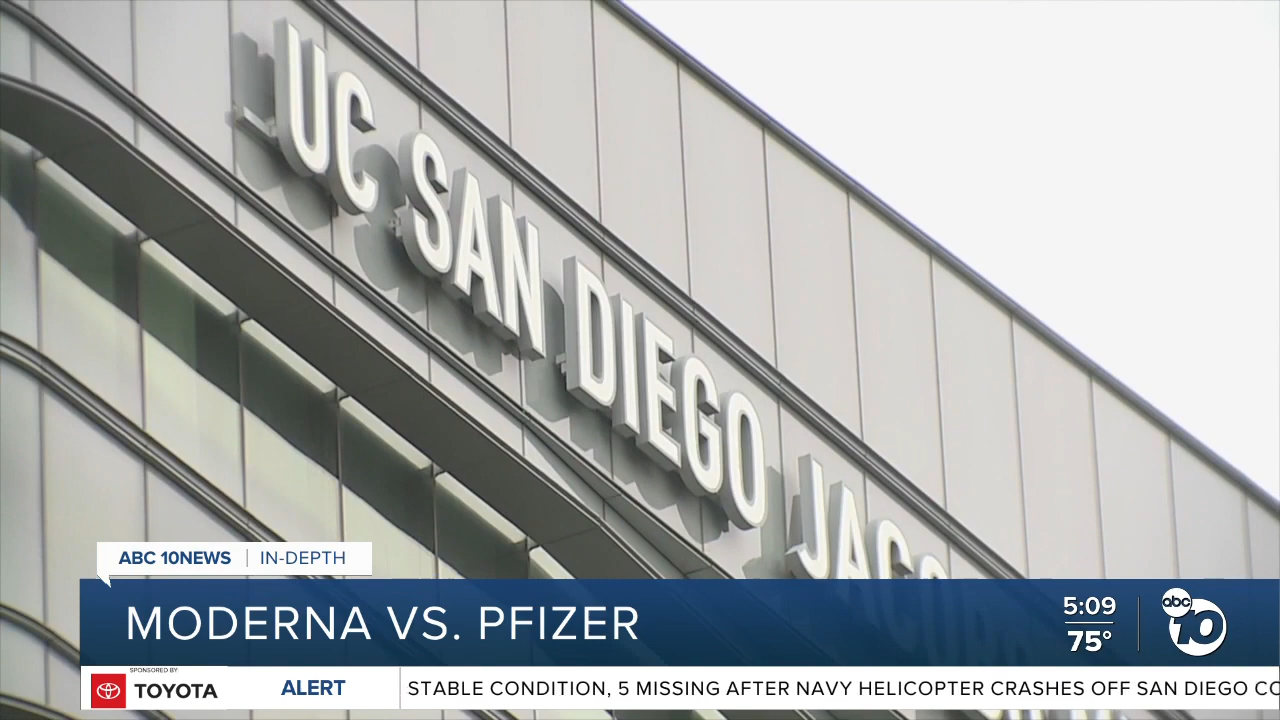 UC SAN DIEGO
ABC 10NEWS | IN-DEPTH
MODERNA VS. PFIZER
5:09
75°
abc 10
SPONSORED BY:
TOYOTA
ALERT
STABLE CONDITION, 5 MISSING AFTER NAVY HELICOPTER CRASHES OFF SAN DIEGO